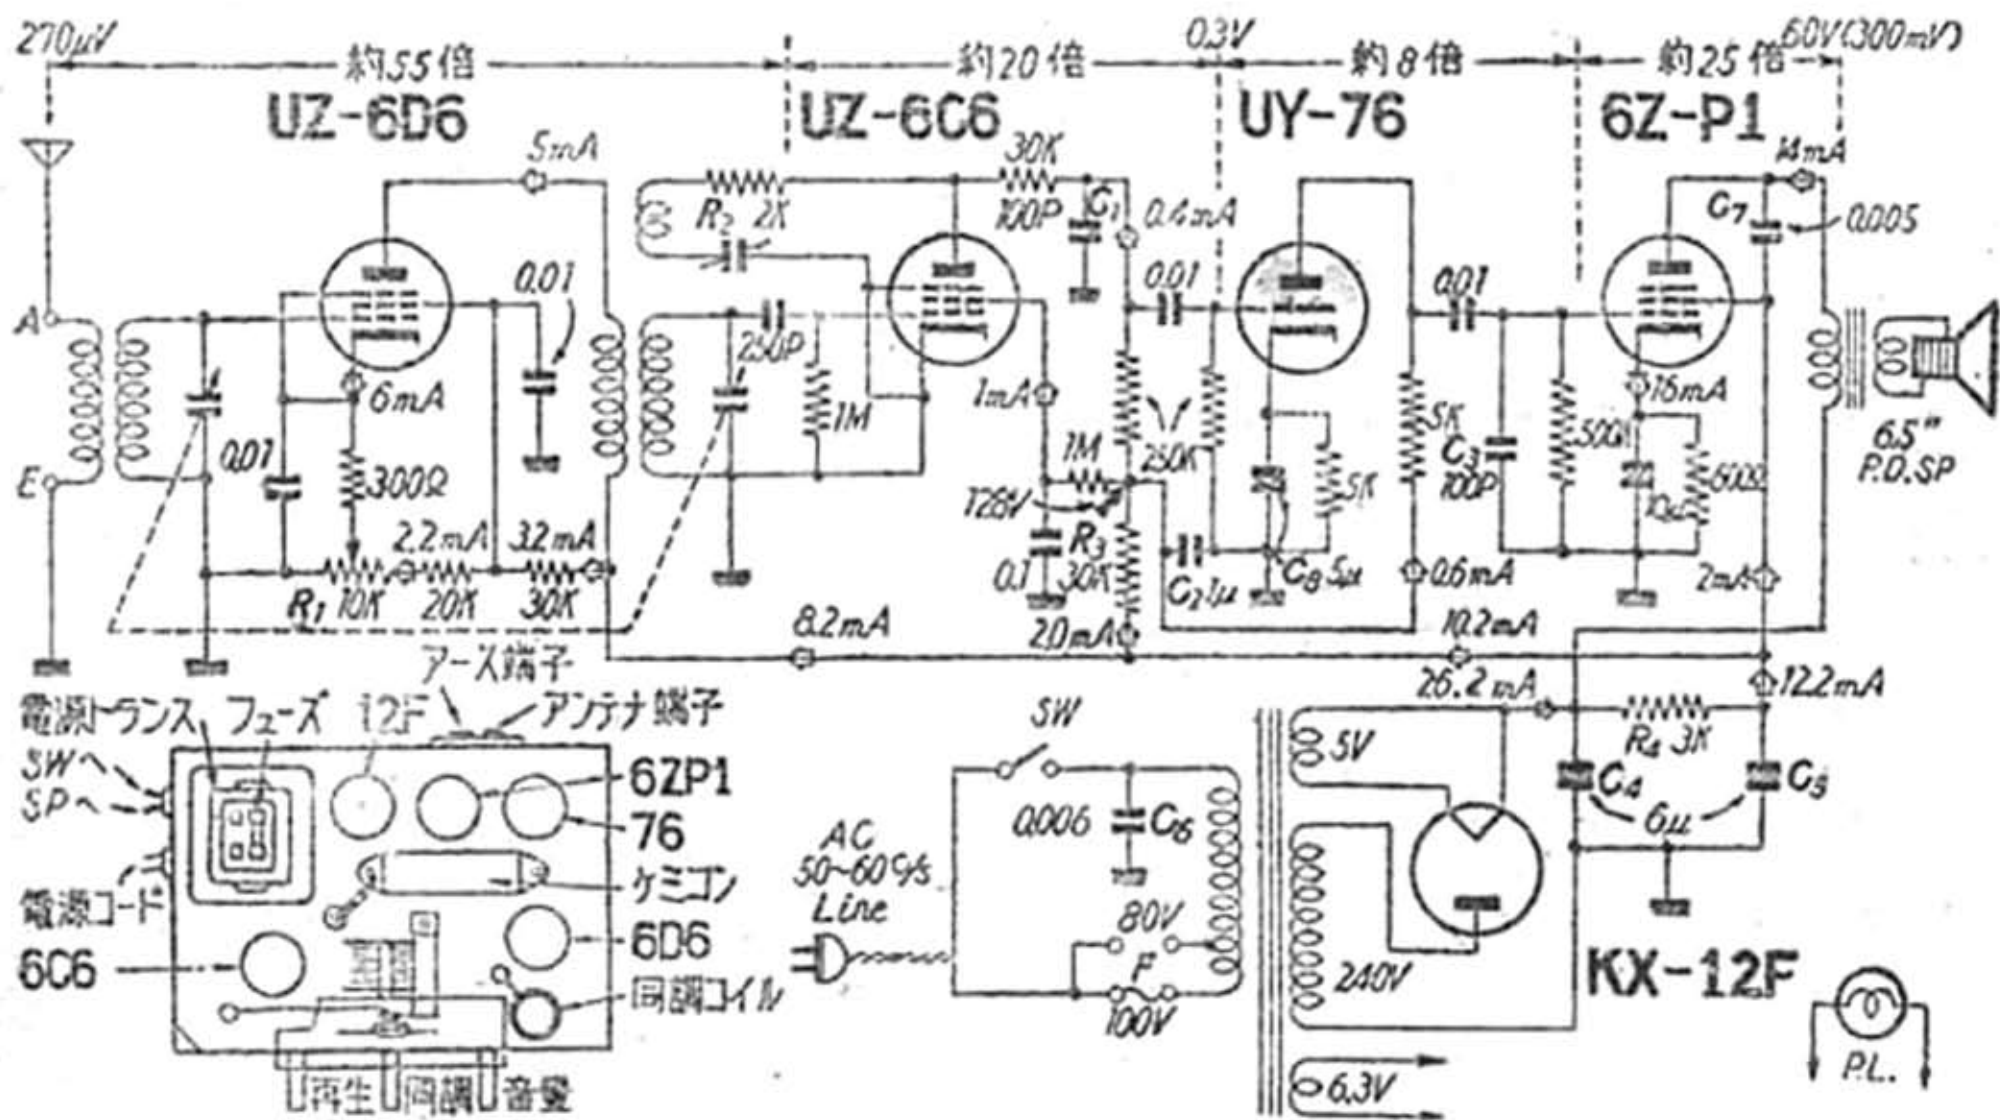 270μV 約55倍 約20倍 0.3V 約8倍 約25倍 60V(300mV)
UZ-6D6 UZ-6C6 UY-76 6Z-P1
5mA 30K 14mA
R2 2K 100P C1 0.4mA C7 0.005
0.01 0.01 0.01
A 250P
6mA 1M 1mA 16mA
0.01 300Ω 1M 250K 5K 5K C3 100P 500K 6.5"
E P.D.SP
128V 10μ 600Ω
2.2mA 3.2mA 0.1 R3 30K C2 1μ C8 5μ 0.6mA 2mA
R1 10K 20K 30K
8.2mA 2.0mA 10.2mA
アース端子 26.2mA 12.2mA
電源トランス フューズ 12F アンテナ端子 SW 5V R4 3K
SWへ
SPへ 6ZP1 0.006 C6 C4 6μ C5
76 AC
50~60c/s
Line
電源コード ケミコン 80V
6C6 6D6 F 240V KX-12F
同調コイル 100V
再生 同調 音量 6.3V P.L.